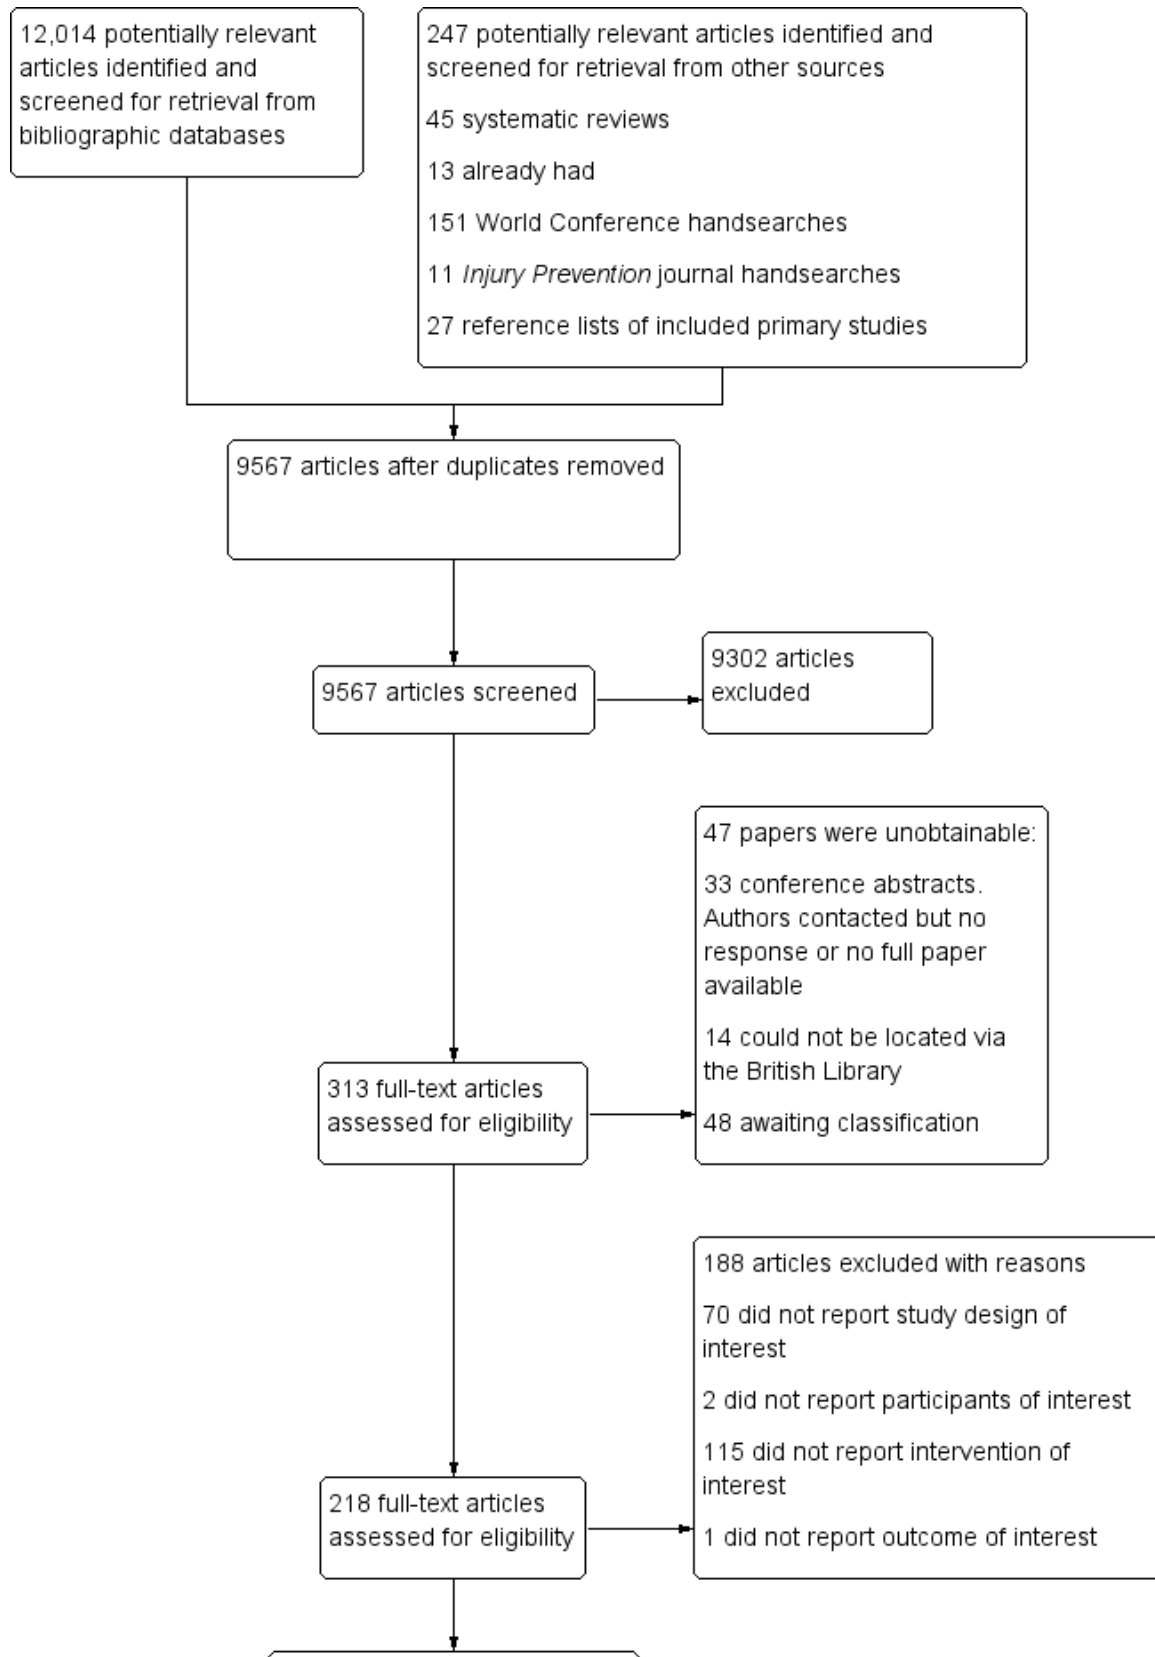 12,014 potentially relevant
articles identified and
screened for retrieval from
bibliographic databases
247 potentially relevant articles identified and
screened for retrieval from other sources
45 systematic reviews
13 already had
151 World Conference handsearches
11 Injury Prevention journal handsearches
27 reference lists of included primary studies
9567 articles after duplicates removed
9567 articles screened
9302 articles
excluded
47 papers were unobtainable:
33 conference abstracts.
Authors contacted but no
response or no full paper
available
14 could not be located via
the British Library
48 awaiting classification
313 full-text articles
assessed for eligibility
188 articles excluded with reasons
70 did not report study design of
interest
2 did not report participants of interest
115 did not report intervention of
interest
1 did not report outcome of interest
218 full-text articles
assessed for eligibility